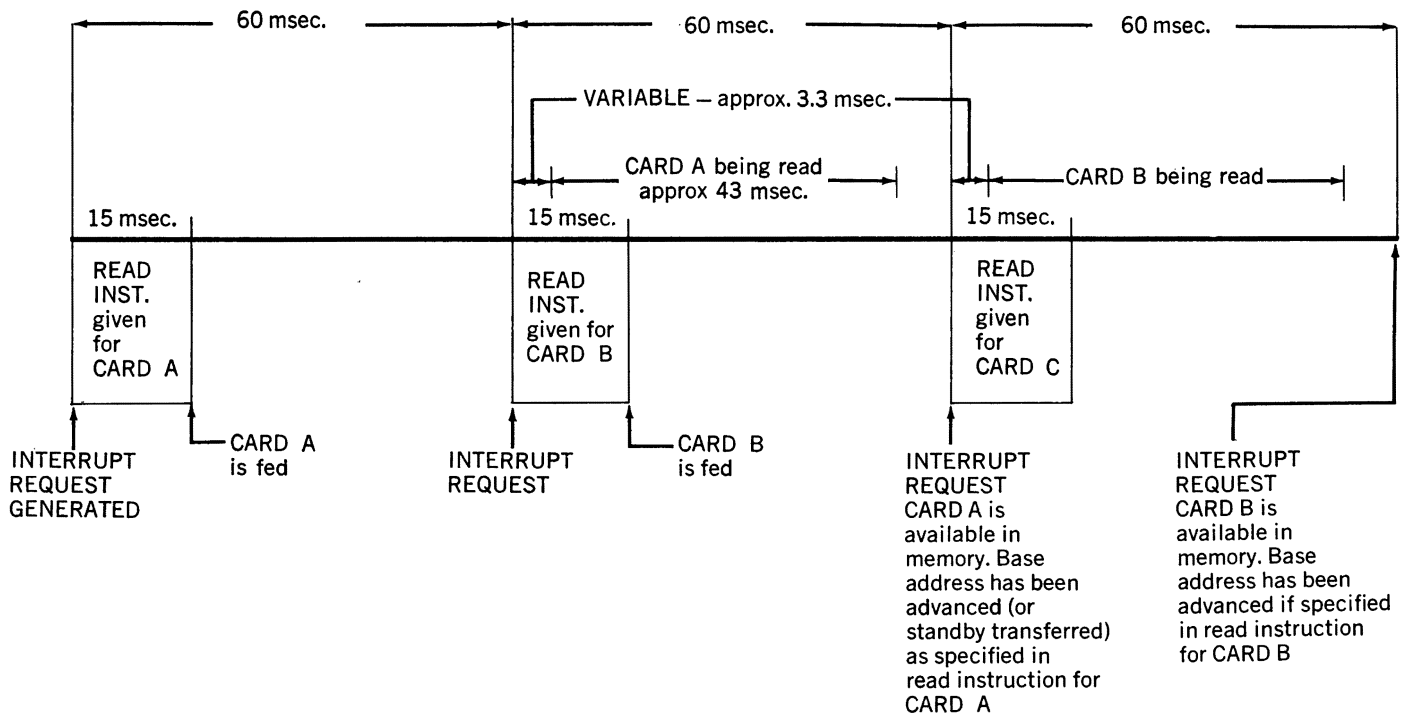 60 msec.
60 msec.
60 msec.
VARIABLE – approx. 3.3 msec.
CARD A being read
approx 43 msec.
CARD B being read
15 msec.
15 msec.
15 msec.
READ
INST.
given
for
CARD A
READ
INST.
given for
CARD B
READ
INST.
given
for
CARD C
INTERRUPT
REQUEST
GENERATED
CARD A
is fed
INTERRUPT
REQUEST
CARD B
is fed
INTERRUPT
REQUEST
CARD A is
available in
memory. Base
address has been
advanced (or
standby transferred)
as specified in
read instruction for
CARD A
INTERRUPT
REQUEST
CARD B is
available in
memory. Base
address has been
advanced if specified
in read instruction
for CARD B